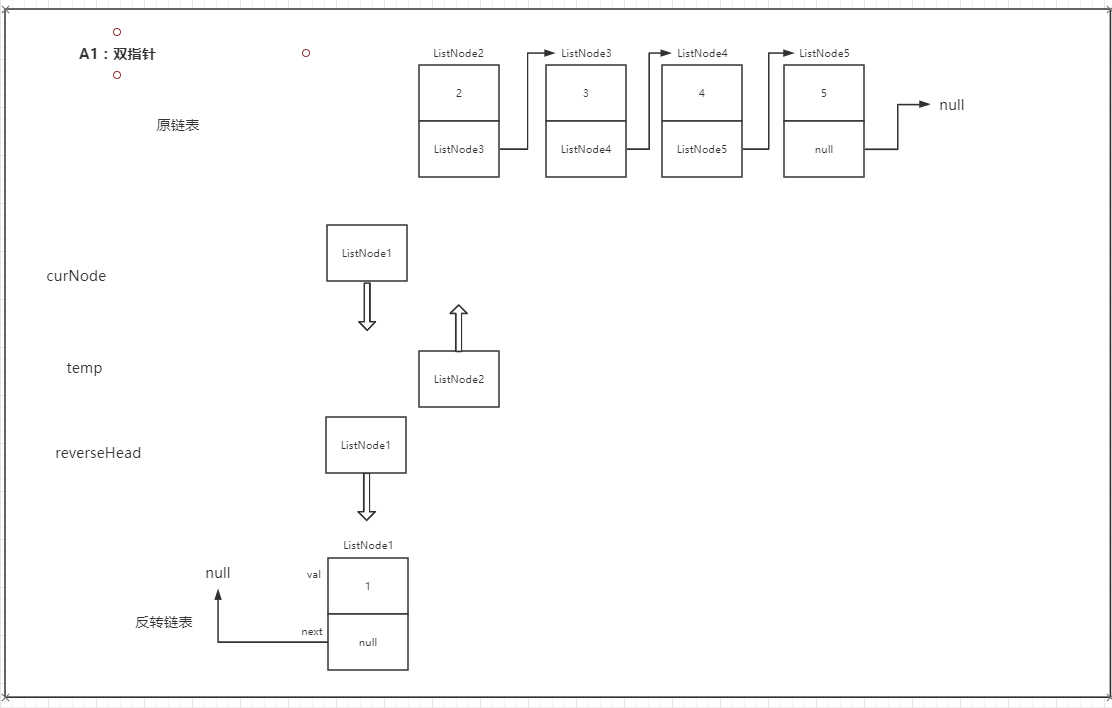 A1：双指针
原链表
ListNode2
ListNode3
ListNode4
ListNode5
2
3
4
5
ListNode3
ListNode4
ListNode5
null
null
curNode
ListNode1
temp
ListNode2
reverseHead
ListNode1
ListNode1
null
val
1
反转链表
next
null